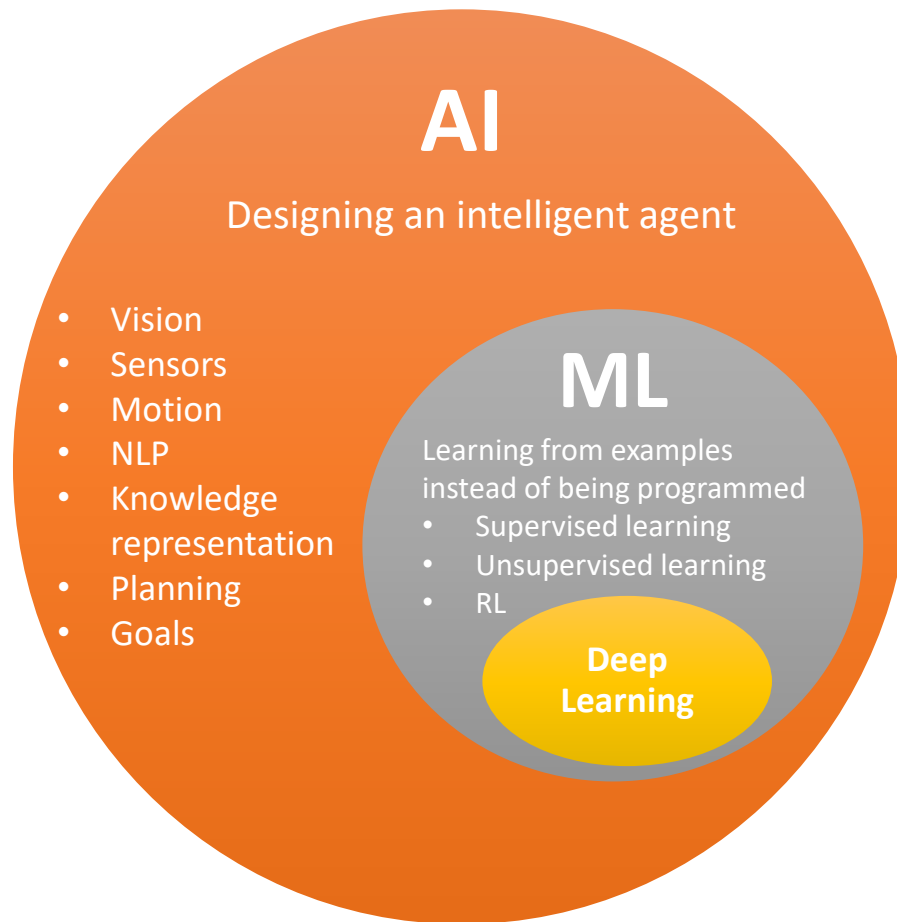 AI
Designing an intelligent agent
• Vision
• Sensors
• Motion
• NLP
• Knowledge
representation
• Planning
• Goals
ML
Learning from examples
instead of being programmed
• Supervised learning
• Unsupervised learning
• RL
Deep
Learning